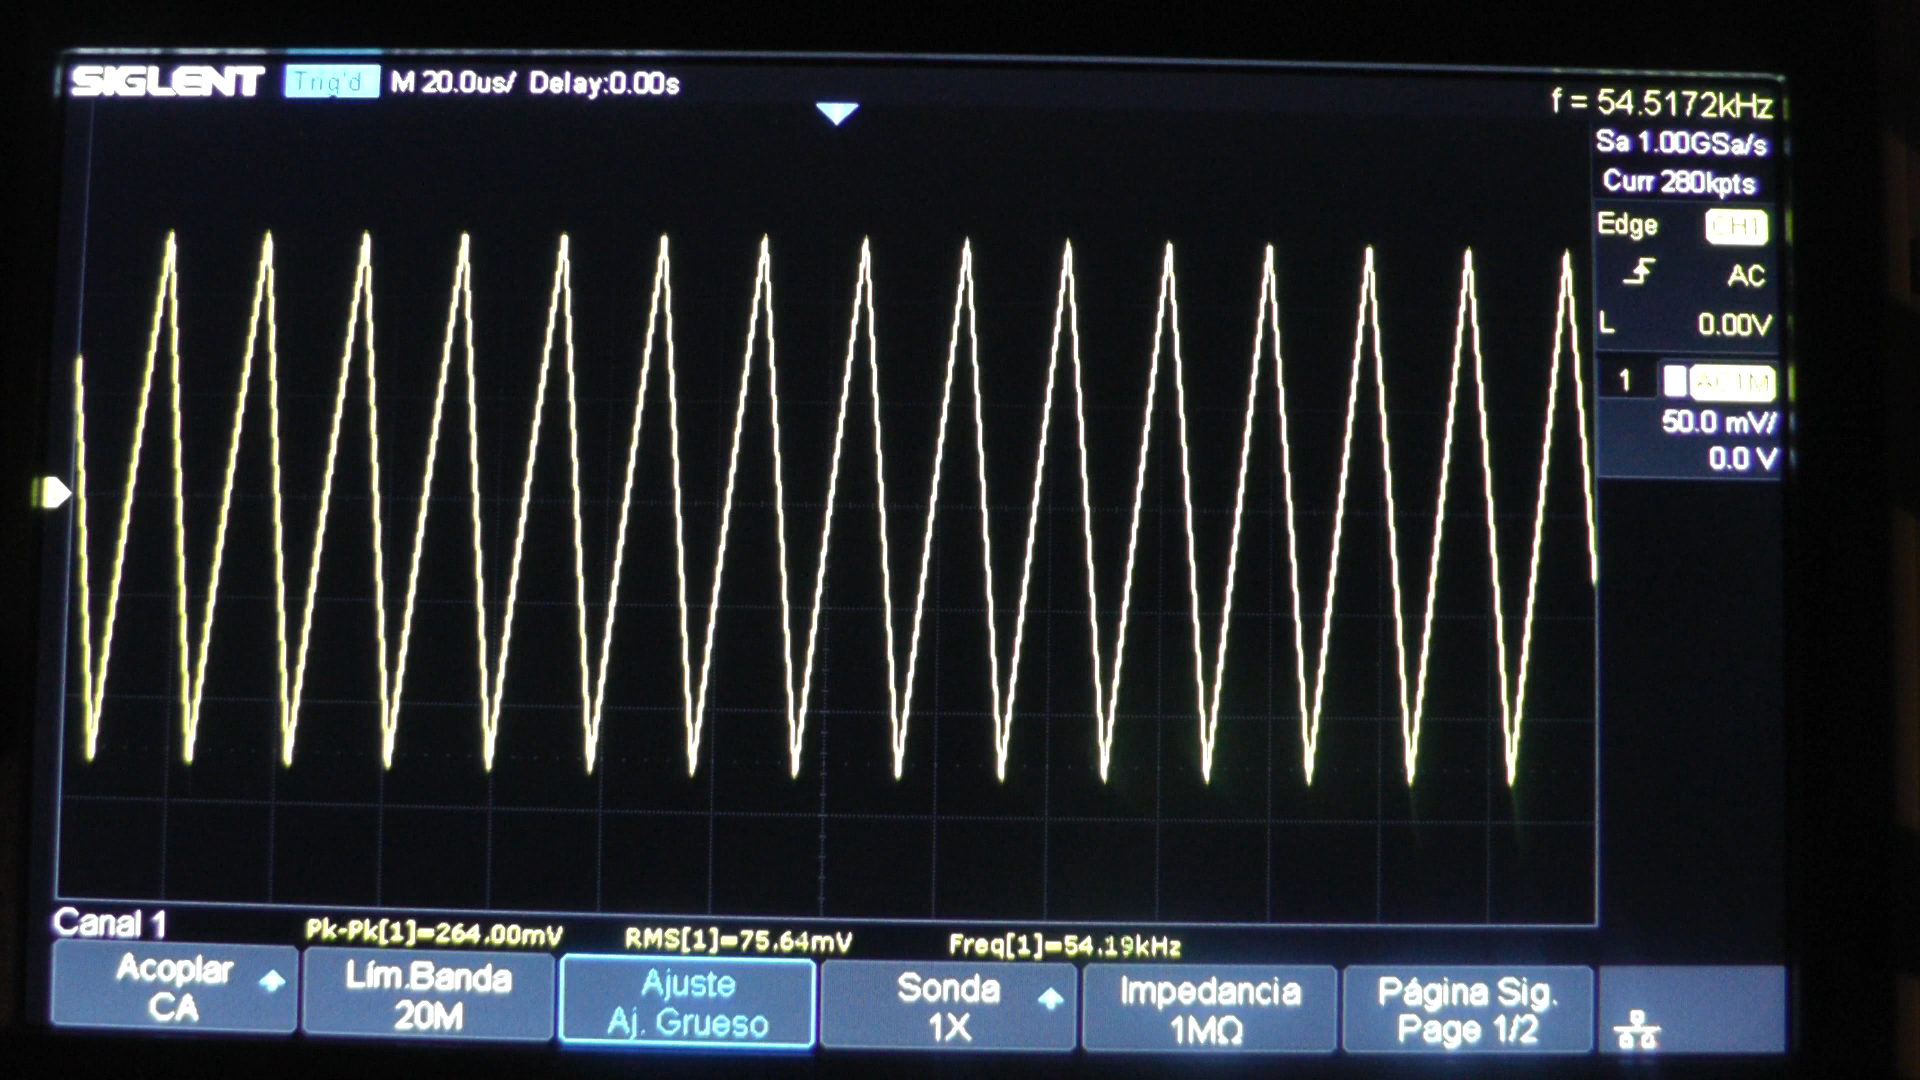 SIGLENT Trig'd M 20.0us/ Delay:0.00s
f = 54.5172kHz
Sa 1.00GSa/s
Curr 280kpts
Edge CH1
AC
L 0.00V
1 AC1M
50.0 mV/
0.0 V
Canal 1 Pk-Pk[1]=264.00mV RMS[1]=75.64mV Freq[1]=54.19kHz
Acoplar Lím.Banda Ajuste Sonda Impedancia Página Sig.
CA 20M Aj. Grueso 1X 1MΩ Page 1/2